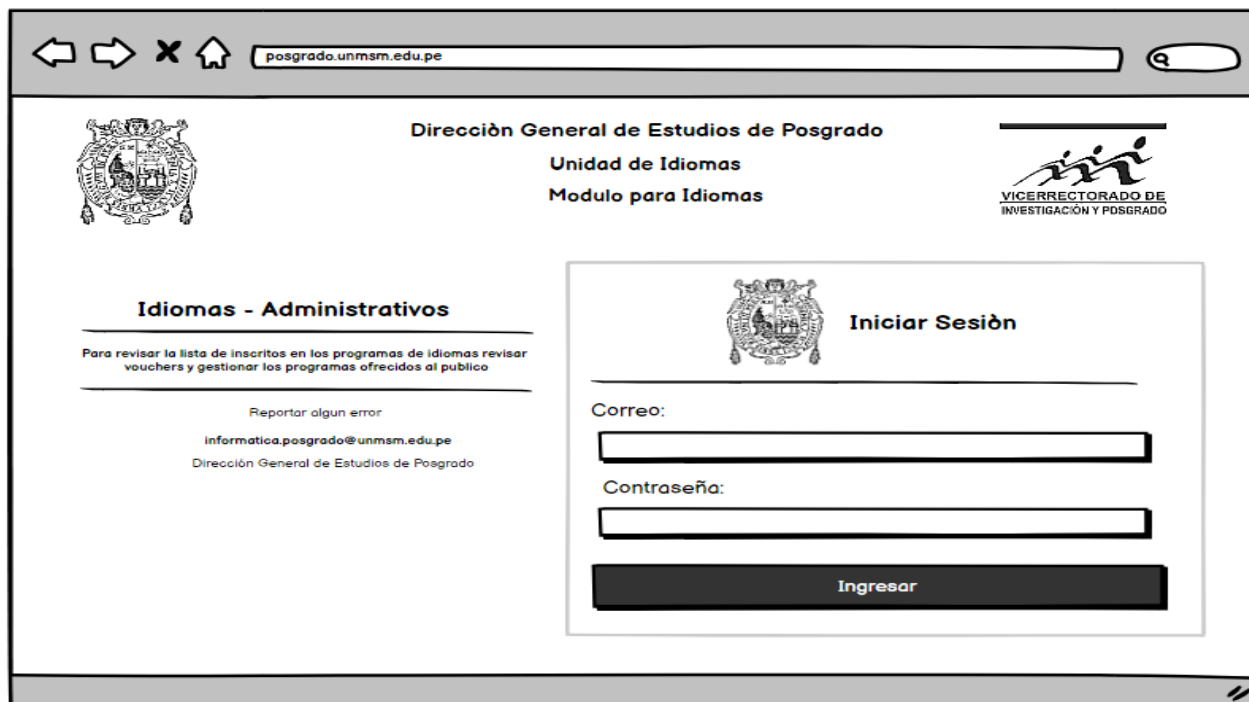 posgrado.unmsm.edu.pe
Direcciòn General de Estudios de Posgrado
Unidad de Idiomas
Modulo para Idiomas
VICERRECTORADO DE
INVESTIGACIÓN Y POSGRADO
Idiomas - Administrativos
Para revisar la lista de inscritos en los programas de idiomas revisar
vouchers y gestionar los programas ofrecidos al publico
Reportar algun error
informatica.posgrado@unmsm.edu.pe
Dirección General de Estudios de Posgrado
Iniciar Sesiòn
Correo:
Contraseña:
Ingresar